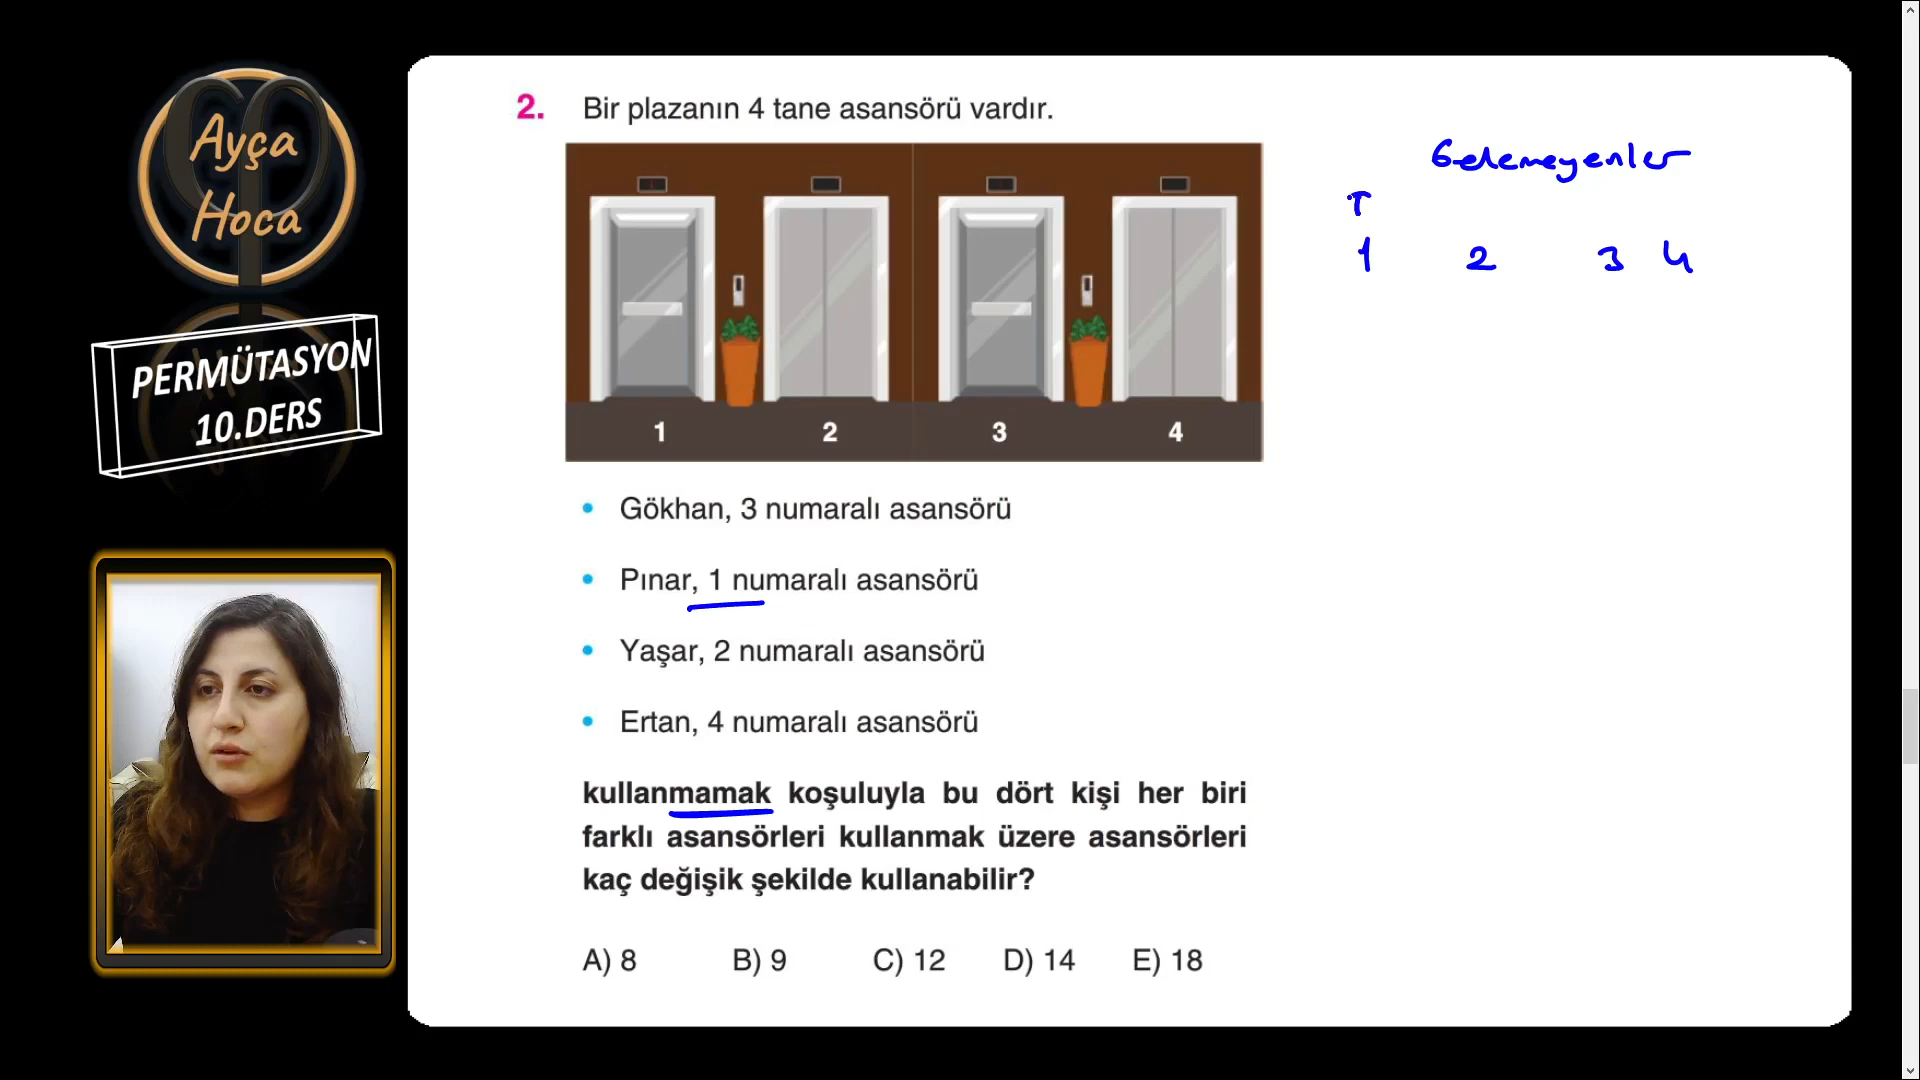 Ayça
Hoca
PERMÜTASYON
10.DERS
2. Bir plazanın 4 tane asansörü vardır.
1 2 3 4
• Gökhan, 3 numaralı asansörü
• Pınar, 1 numaralı asansörü
• Yaşar, 2 numaralı asansörü
• Ertan, 4 numaralı asansörü
kullanmamak koşuluyla bu dört kişi her biri
farklı asansörleri kullanmak üzere asansörleri
kaç değişik şekilde kullanabilir?
A) 8 B) 9 C) 12 D) 14 E) 18
Gelemeyenler
1 2 3 4